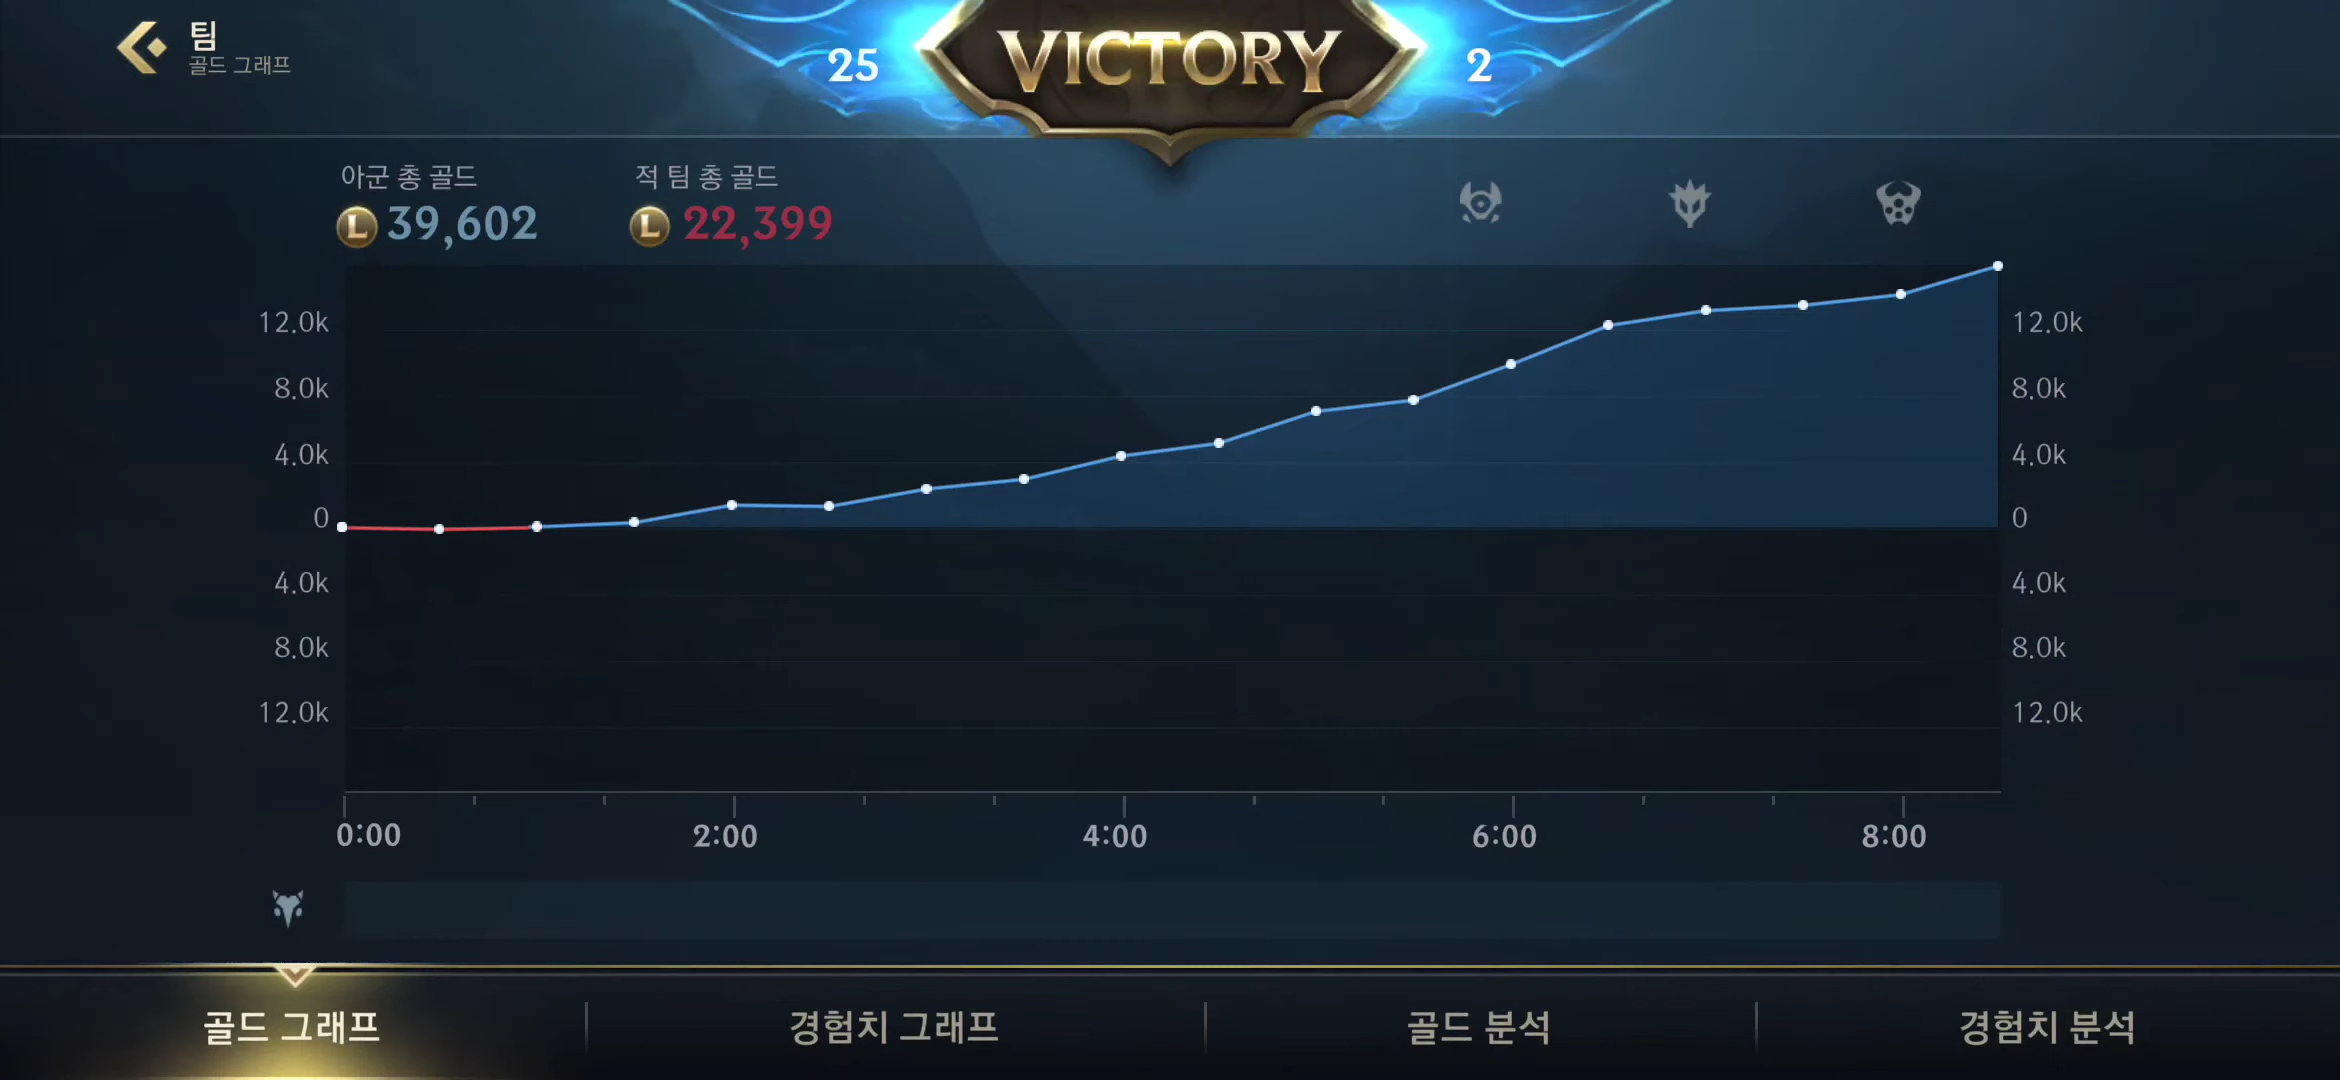 팀
골드 그래프
25
VICTORY
2
아군 총 골드
적 팀 총 골드
L 39,602
L 22,399
12.0k
12.0k
8.0k
8.0k
4.0k
4.0k
0
0
4.0k
4.0k
8.0k
8.0k
12.0k
12.0k
0:00
2:00
4:00
6:00
8:00
골드 그래프
경험치 그래프
골드 분석
경험치 분석